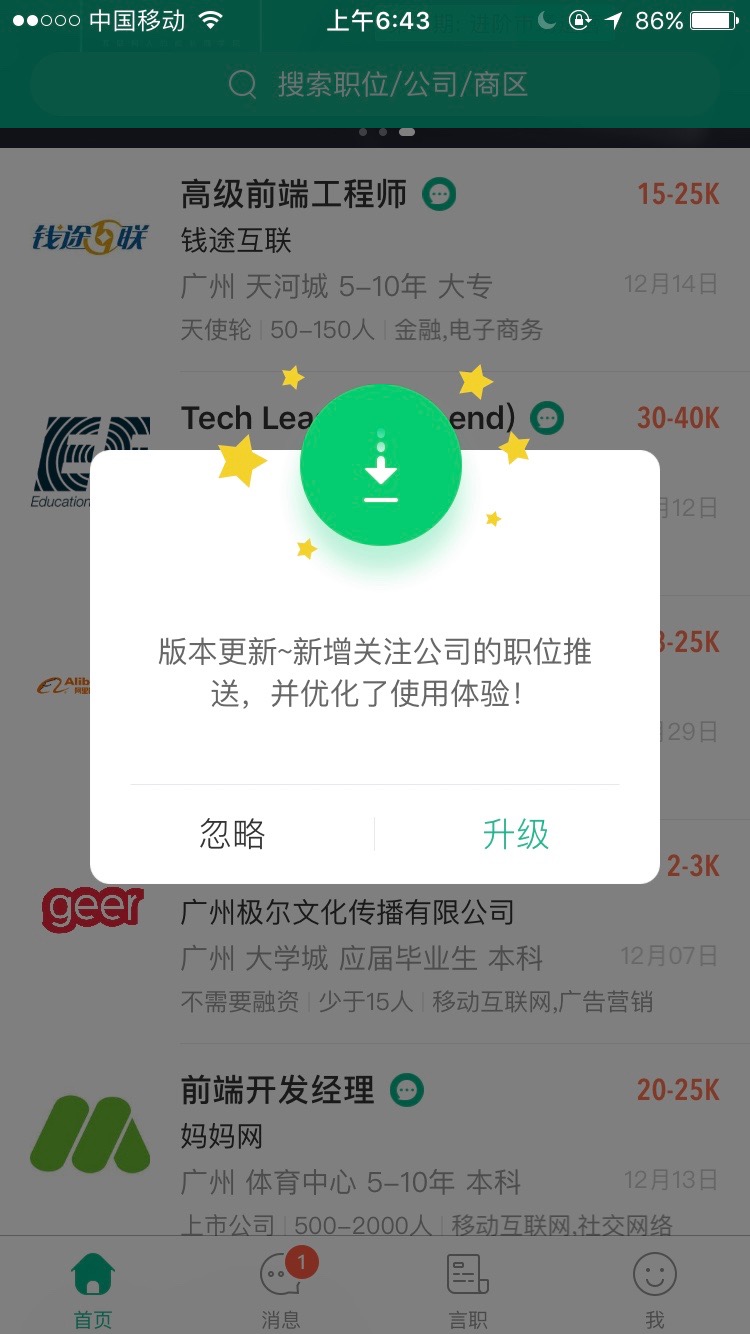 中国移动 上午6:43 86%
搜索职位/公司/商区
高级前端工程师 15-25K
钱途互联
钱途互联
广州 天河城 5-10年 大专 12月14日
天使轮 50-150人 金融,电子商务
Tech Lea end) 30-40K
Education
月12日
版本更新~新增关注公司的职位推
送，并优化了使用体验！
-25K
Alib
月29日
忽略 升级
2-3K
geer
广州极尔文化传播有限公司
广州 大学城 应届毕业生 本科 12月07日
不需要融资 少于15人 移动互联网,广告营销
前端开发经理 20-25K
妈妈网
广州 体育中心 5-10年 本科 12月13日
上市公司 500-2000人 移动互联网,社交网络
1
首页 消息 言职 我